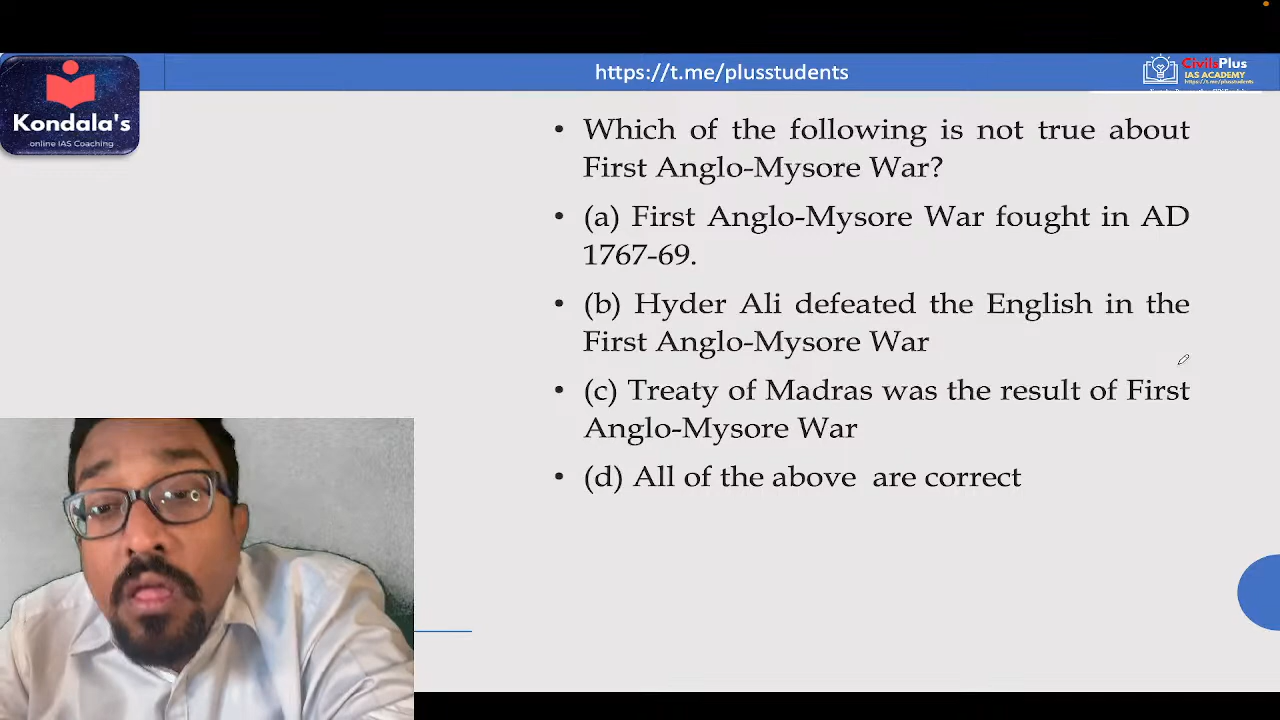 https://t.me/plusstudents
Kondala's
online IAS Coaching
CivilsPlus
IAS ACADEMY
https://t.me/plusstudents
• Which of the following is not true about
First Anglo-Mysore War?
• (a) First Anglo-Mysore War fought in AD
1767-69.
• (b) Hyder Ali defeated the English in the
First Anglo-Mysore War
• (c) Treaty of Madras was the result of First
Anglo-Mysore War
• (d) All of the above are correct